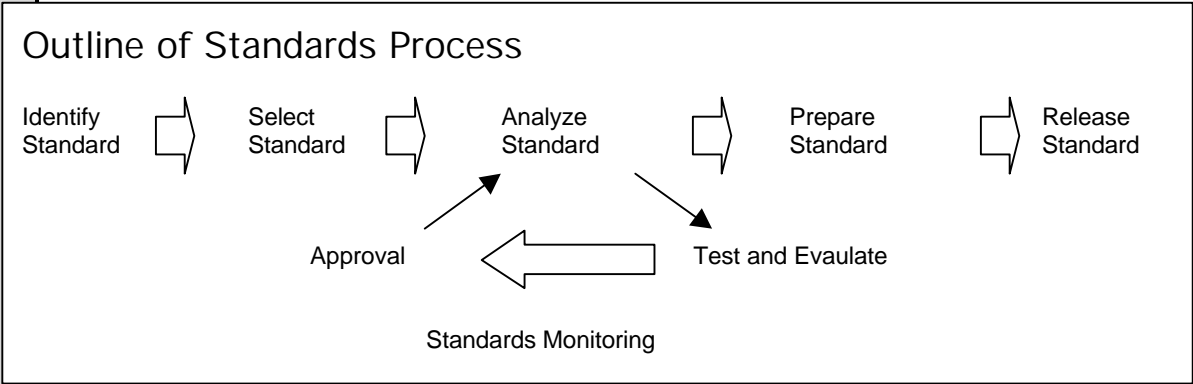 Outline of Standards Process
Identify Standard
Select Standard
Analyze Standard
Prepare Standard
Release Standard
Approval
Test and Evaulate
Standards Monitoring